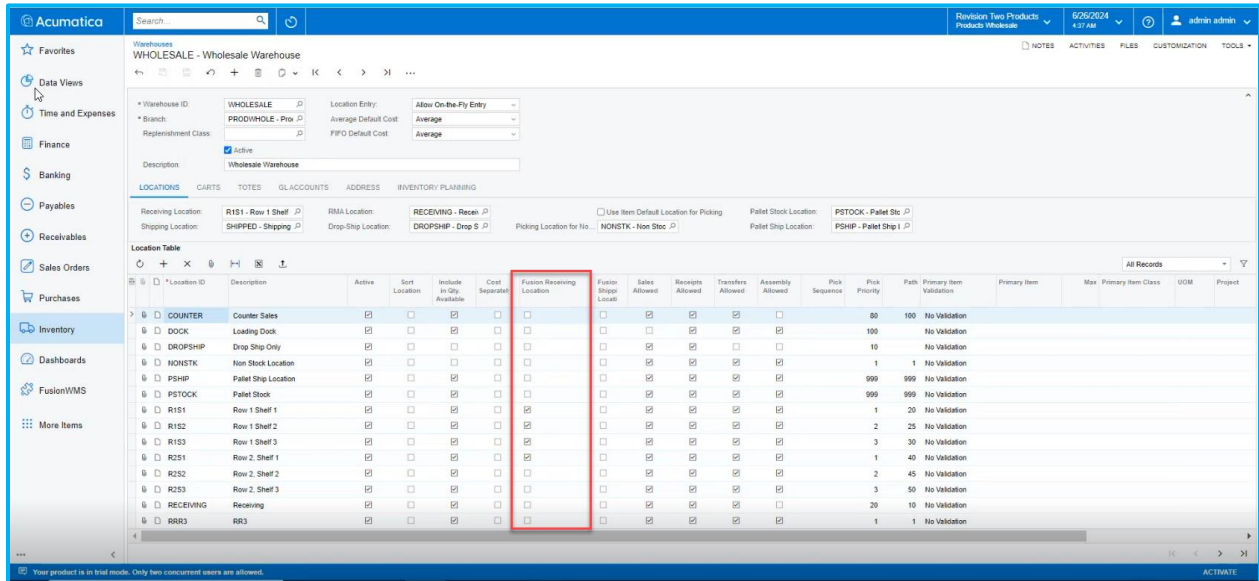 Acumatica
Search...
Revision Two Products
Products Wholesale
6/26/2024
4:37 AM
admin admin
Favorites
Data Views
Time and Expenses
Finance
Banking
Payables
Receivables
Sales Orders
Purchases
Inventory
Dashboards
FusionWMS
More Items
Warehouses
WHOLESALE - Wholesale Warehouse
NOTES ACTIVITIES FILES CUSTOMIZATION TOOLS
* Warehouse ID: WHOLESALE Location Entry: Allow On-the-Fly Entry
* Branch: PRODWHOLE - Proi Average Default Cost: Average
Replenishment Class: FIFO Default Cost: Average
Active
Description: Wholesale Warehouse
LOCATIONS CARTS TOTES GL ACCOUNTS ADDRESS INVENTORY PLANNING
Receiving Location: R1S1 - Row 1 Shelf RMA Location: RECEIVING - Receiv Use Item Default Location for Picking Pallet Stock Location: PSTOCK - Pallet Stc
Shipping Location: SHIPPED - Shipping Drop-Ship Location: DROPSHIP - Drop S Picking Location for No... NONSTK - Non Stoc Pallet Ship Location: PSHIP - Pallet Ship l
Location Table
All Records
* Location ID Description Active Sort Location Include in Qty. Available Cost Separately Fusion Receiving Location Fusion Shippi Locati Sales Allowed Receipts Allowed Transfers Allowed Assembly Allowed Pick Sequence Pick Priority Path Primary Item Validation Primary Item Max Primary Item Class UOM Project
COUNTER Counter Sales 80 100 No Validation
DOCK Loading Dock 100 No Validation
DROPSHIP Drop Ship Only 10 No Validation
NONSTK Non Stock Location 1 1 No Validation
PSHIP Pallet Ship Location 999 999 No Validation
PSTOCK Pallet Stock 999 999 No Validation
R1S1 Row 1 Shelf 1 1 20 No Validation
R1S2 Row 1 Shelf 2 2 25 No Validation
R1S3 Row 1 Shelf 3 3 30 No Validation
R2S1 Row 2, Shelf 1 1 40 No Validation
R2S2 Row 2, Shelf 2 2 45 No Validation
R2S3 Row 2, Shelf 3 3 50 No Validation
RECEIVING Receiving 20 10 No Validation
RRR3 RR3 1 1 No Validation
Your product is in trial mode. Only two concurrent users are allowed.
ACTIVATE